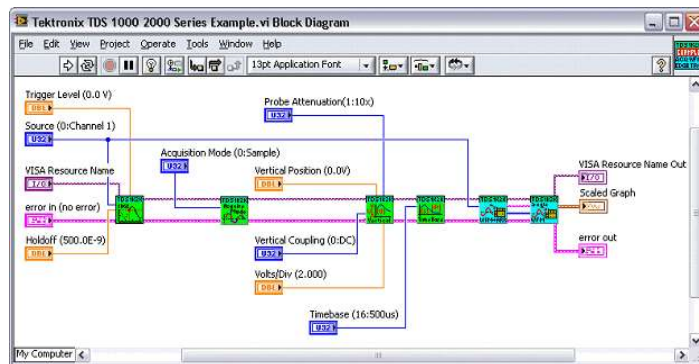 Tektronix TDS 1000 2000 Series Example.vi Block Diagram
File Edit View Project Operate Tools Window Help
13pt Application Font
Trigger Level (0.0 V)
DBL
Source (0:Channel 1)
U32
VISA Resource Name
I/O
error in (no error)
Holdoff (500.0E-9)
DBL
Acquisition Mode (0:Sample)
U32
Probe Attenuation(1:10x)
U32
Vertical Position (0.0V)
DBL
Vertical Coupling (0:DC)
U32
Volts/Div (2.000)
DBL
Timebase (16:500us)
U32
VISA Resource Name Out
I/O
Scaled Graph
error out
My Computer